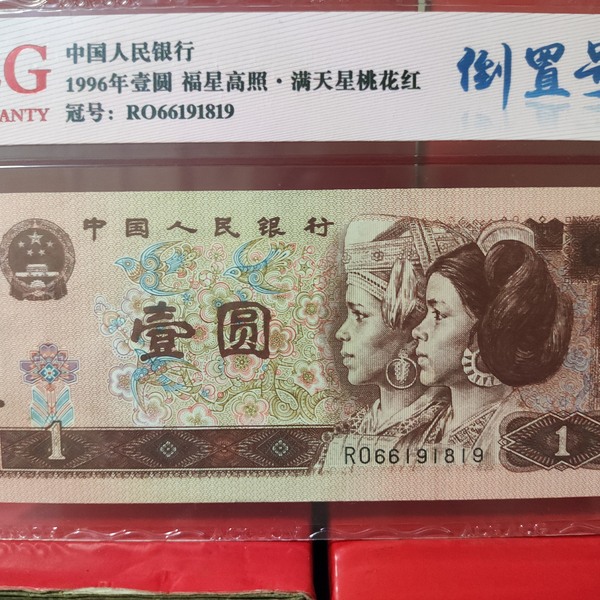 G
中国人民银行
1996年壹圆 福星高照·满天星桃花红
冠号: RO66191819
ANTY
倒置号
中国人民银行
壹圆
1
RO66191819
1